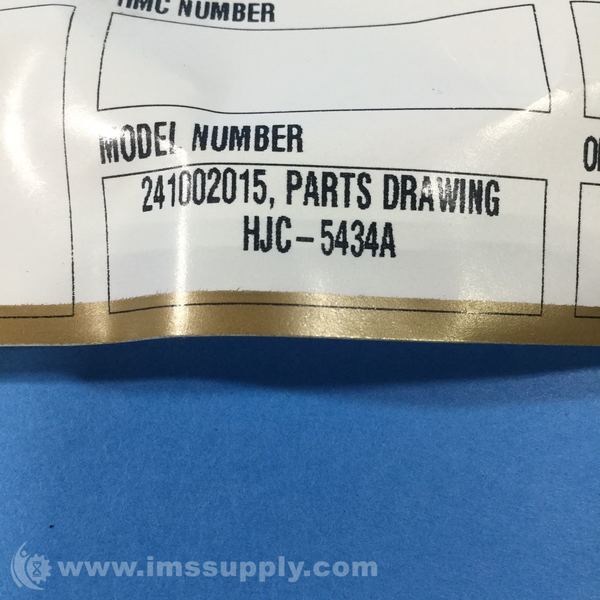 HMC NUMBER
MODEL NUMBER
241002015, PARTS DRAWING
HJC-5434A
www.imssupply.com